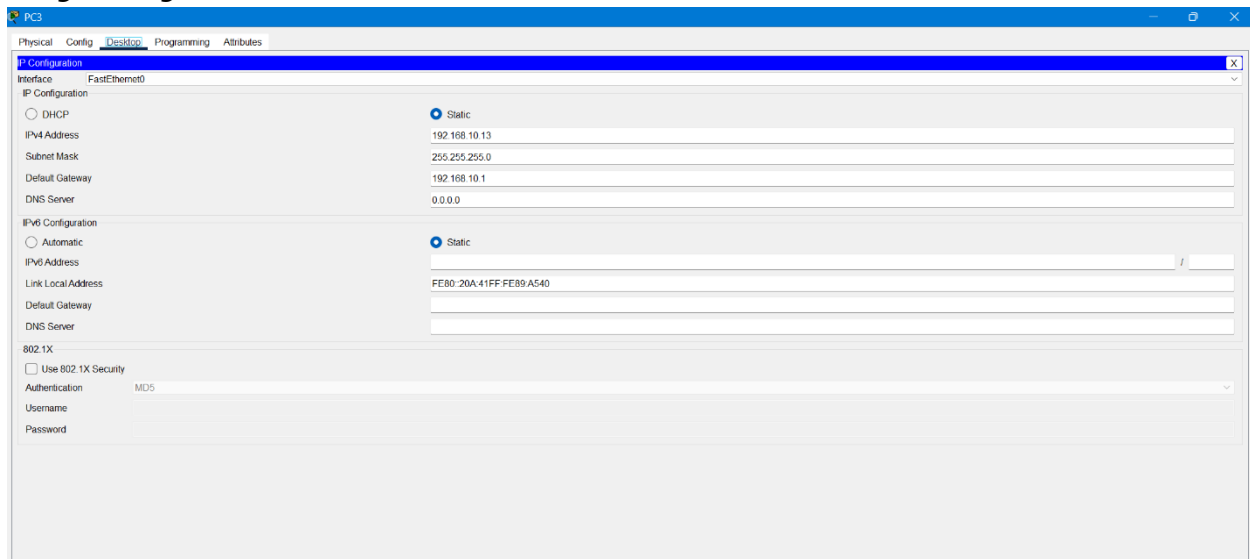 PC3
Physical Config Desktop Programming Attributes
IP Configuration X
Interface FastEthernet0
IP Configuration
DHCP Static
IPv4 Address 192.168.10.13
Subnet Mask 255.255.255.0
Default Gateway 192.168.10.1
DNS Server 0.0.0.0
IPv6 Configuration
Automatic Static
IPv6 Address /
Link Local Address FE80::20A:41FF:FE89:A540
Default Gateway
DNS Server
802.1X
Use 802.1X Security
Authentication MD5
Username
Password